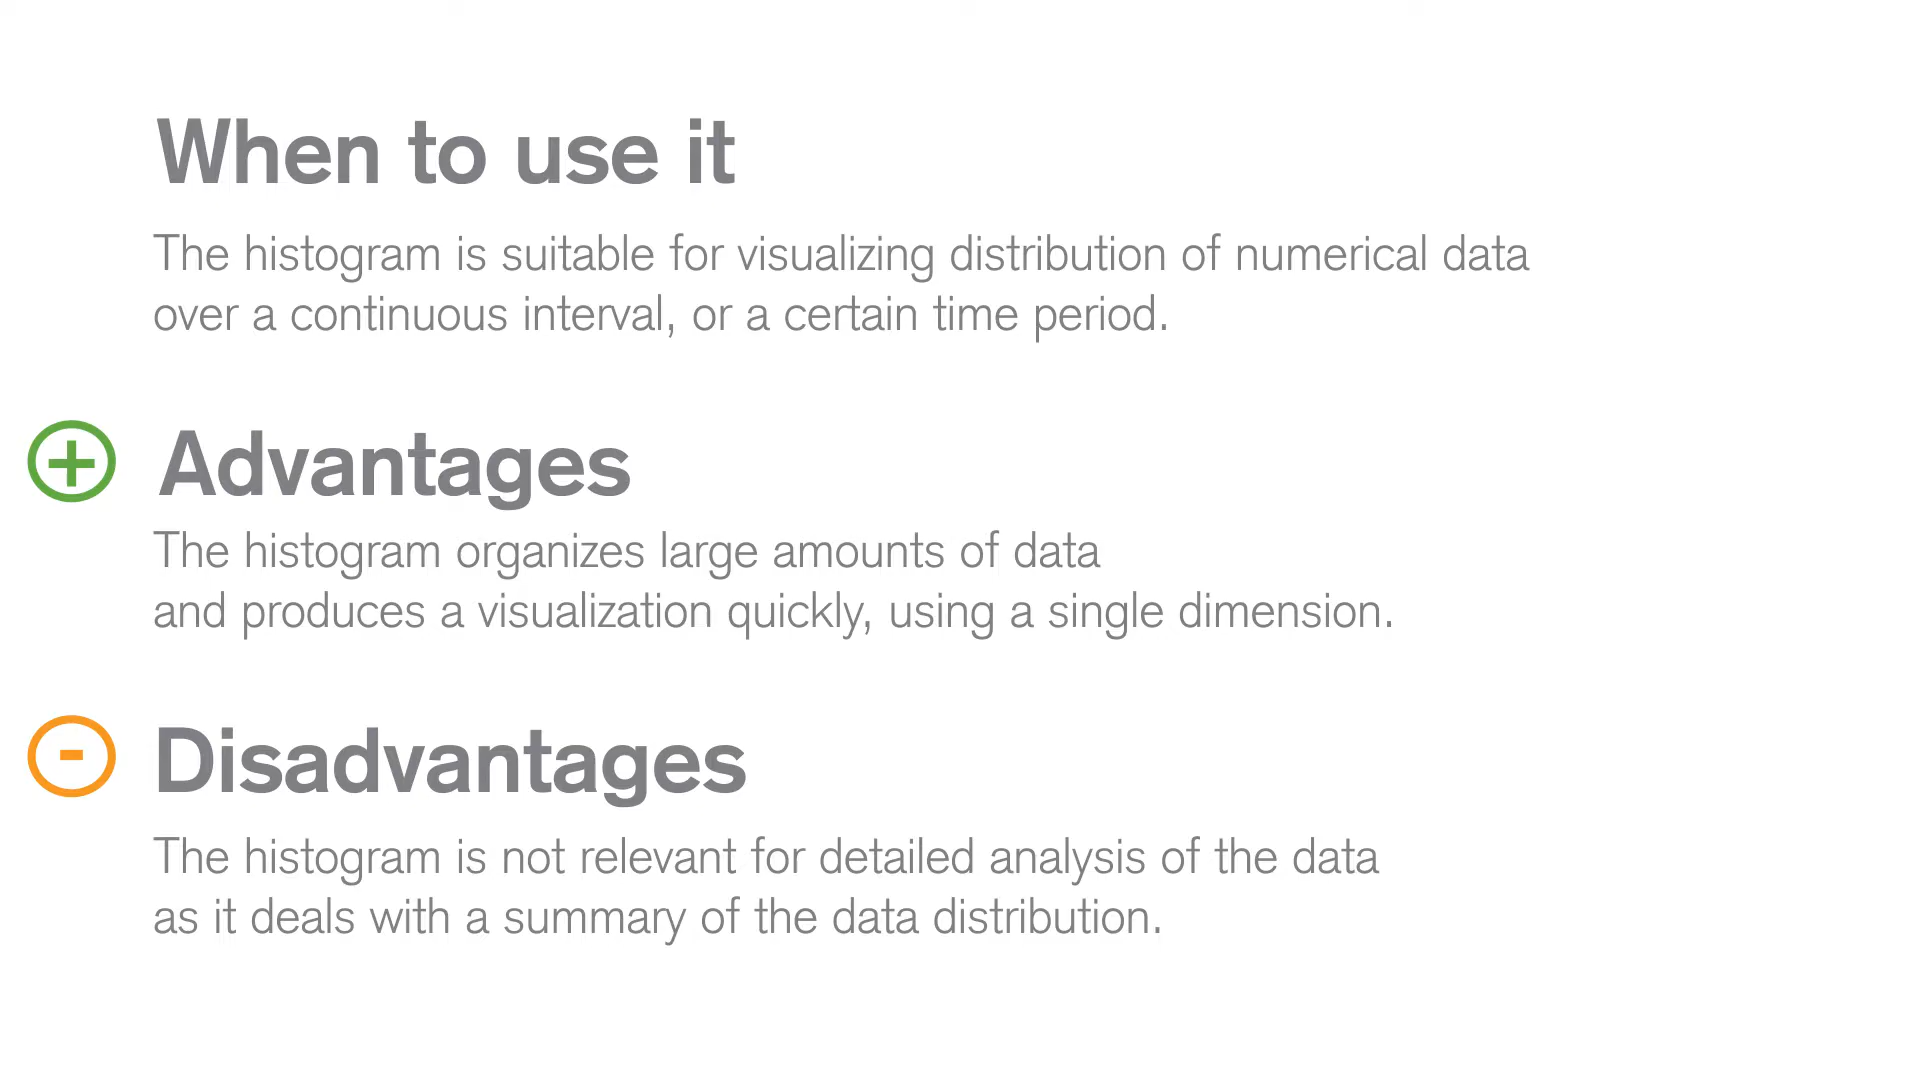 When to use it
The histogram is suitable for visualizing distribution of numerical data
over a continuous interval, or a certain time period.
+ Advantages
The histogram organizes large amounts of data
and produces a visualization quickly, using a single dimension.
- Disadvantages
The histogram is not relevant for detailed analysis of the data
as it deals with a summary of the data distribution.